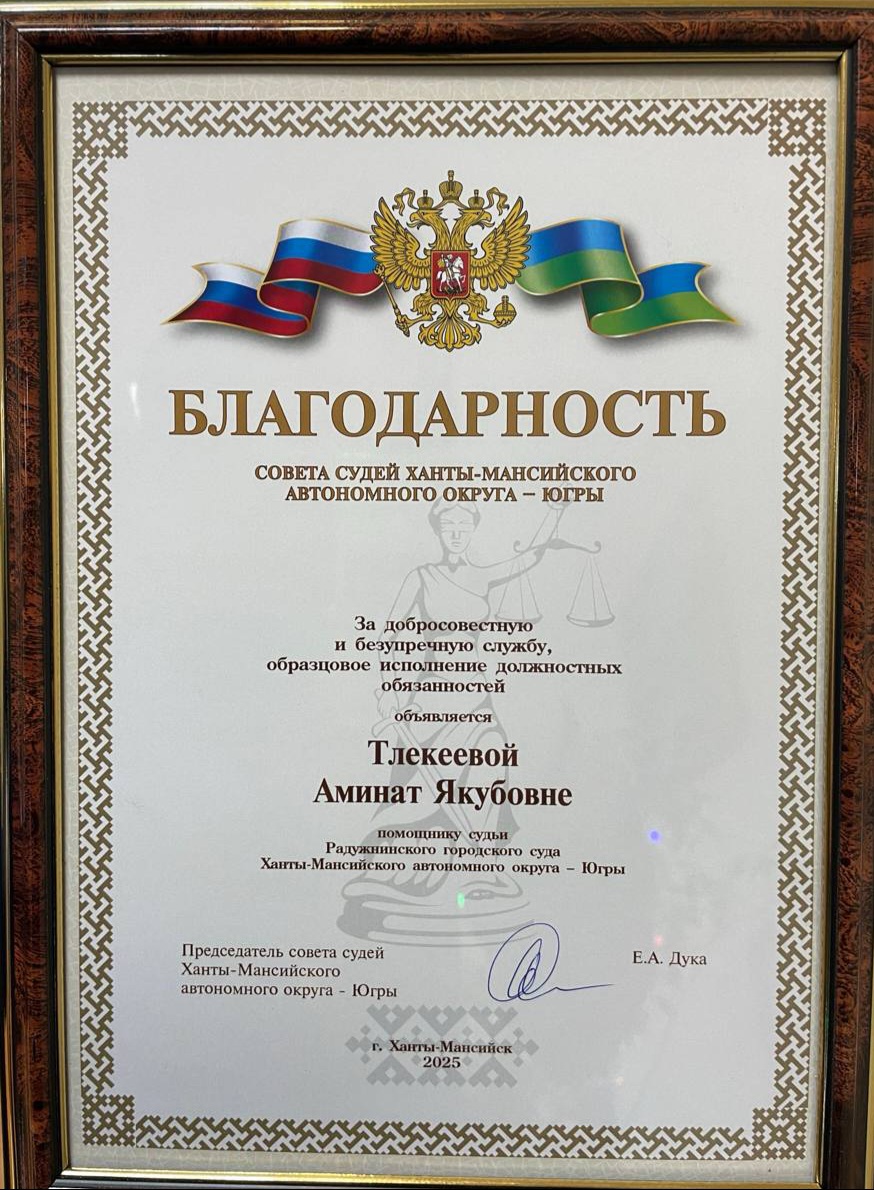 БЛАГОДАРНОСТЬ
СОВЕТА СУДЕЙ ХАНТЫ-МАНСИЙСКОГО
АВТОНОМНОГО ОКРУГА – ЮГРЫ
За добросовестную
и безупречную службу,
образцовое исполнение должностных
обязанностей
объявляется
Тлекеевой
Аминат Якубовне
помощнику судьи
Радужнинского городского суда
Ханты-Мансийского автономного округа – Югры
Председатель совета судей
Ханты-Мансийского
автономного округа - Югры
Е.А. Дука
г. Ханты-Мансийск
2025